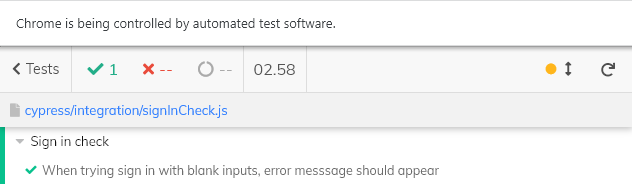 Chrome is being controlled by automated test software.
Tests 1 -- -- 02.58
cypress/integration/signInCheck.js
Sign in check
When trying sign in with blank inputs, error messsage should appear